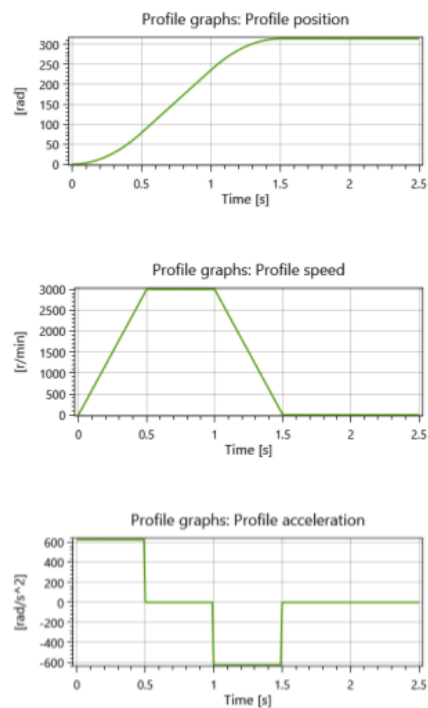 Profile graphs: Profile position
300
250
200
150
100
50
0
[rad]
0 0.5 1 1.5 2 2.5
Time [s]
Profile graphs: Profile speed
3000
2500
2000
1500
1000
500
0
[r/min]
0 0.5 1.0 1.5 2 2.5
Time [s]
Profile graphs: Profile acceleration
600
400
200
0
-200
-400
-600
[rad/s^2]
0 0.5 1.0 1.5 2 2.5
Time [s]